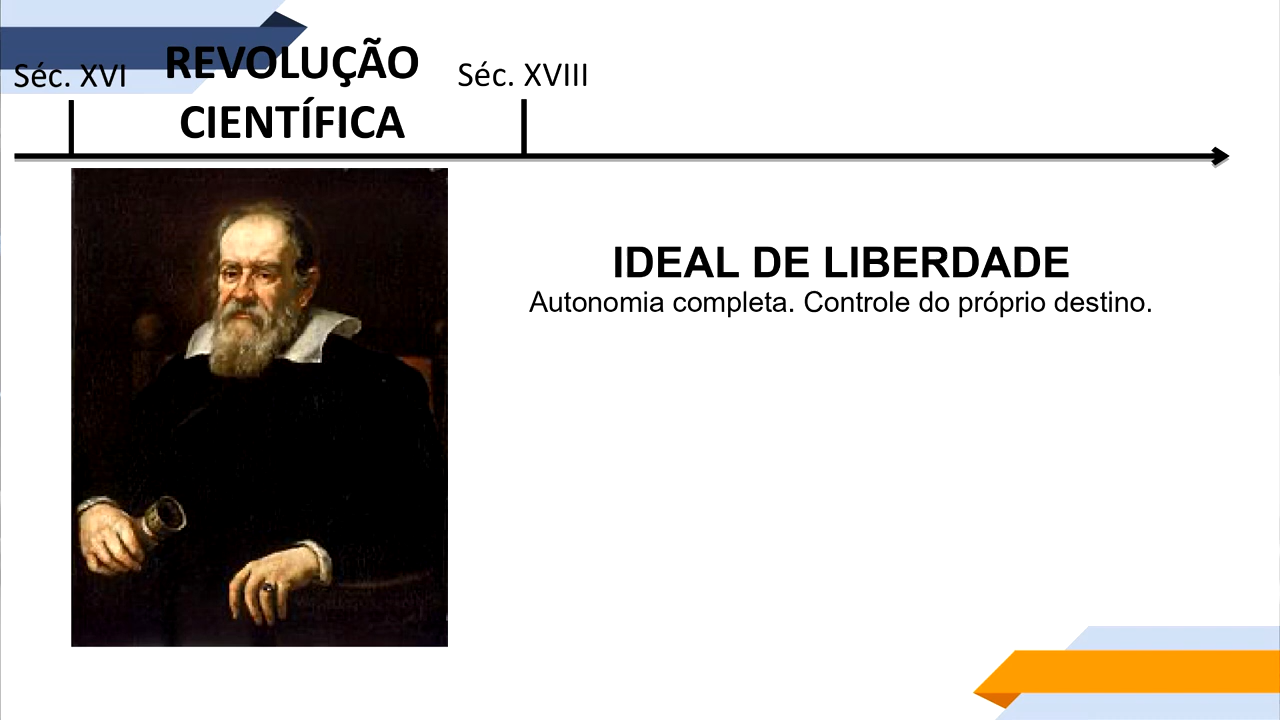 Séc. XVI
REVOLUÇÃO
CIENTÍFICA
Séc. XVIII
IDEAL DE LIBERDADE
Autonomia completa. Controle do próprio destino.